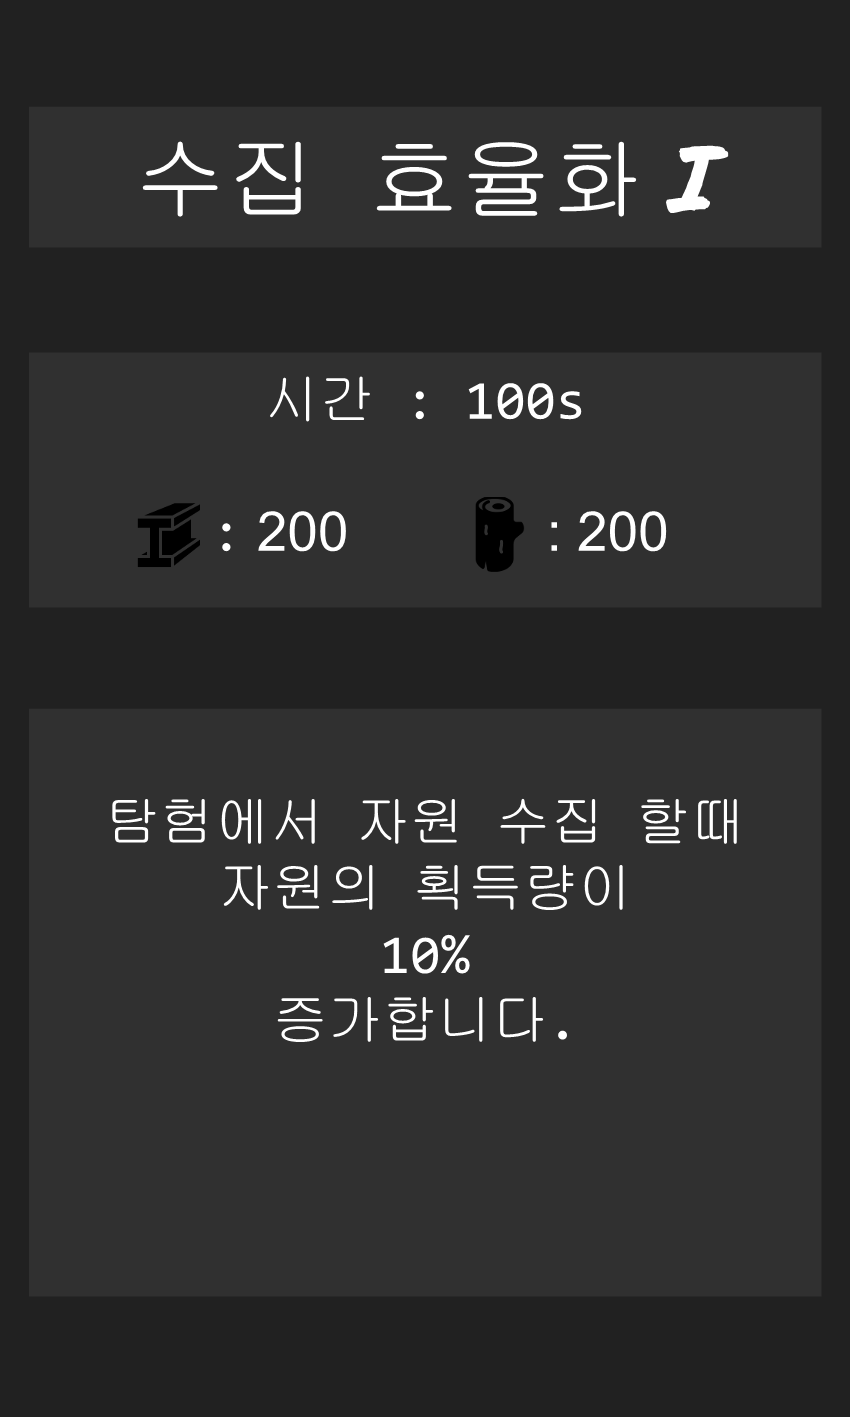 수집 효율화 I
시간 : 100s
: 200 : 200
탐험에서 자원 수집 할때
자원의 획득량이
10%
증가합니다.